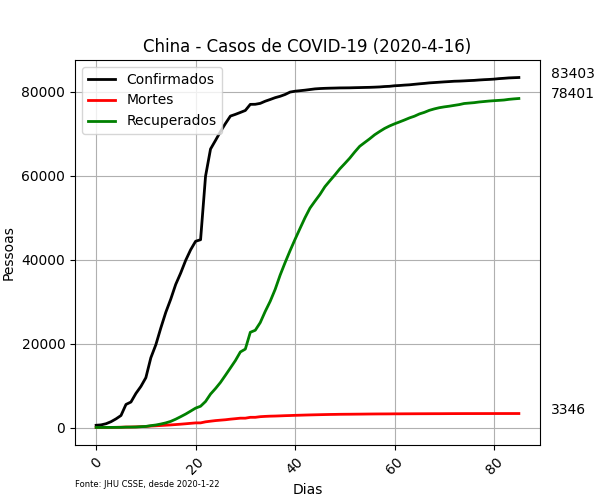 China - Casos de COVID-19 (2020-4-16)
Confirmados
Mortes
Recuperados
83403
78401
3346
80000
60000
40000
20000
0
Pessoas
0 20 40 60 80
Dias
Fonte: JHU CSSE, desde 2020-1-22